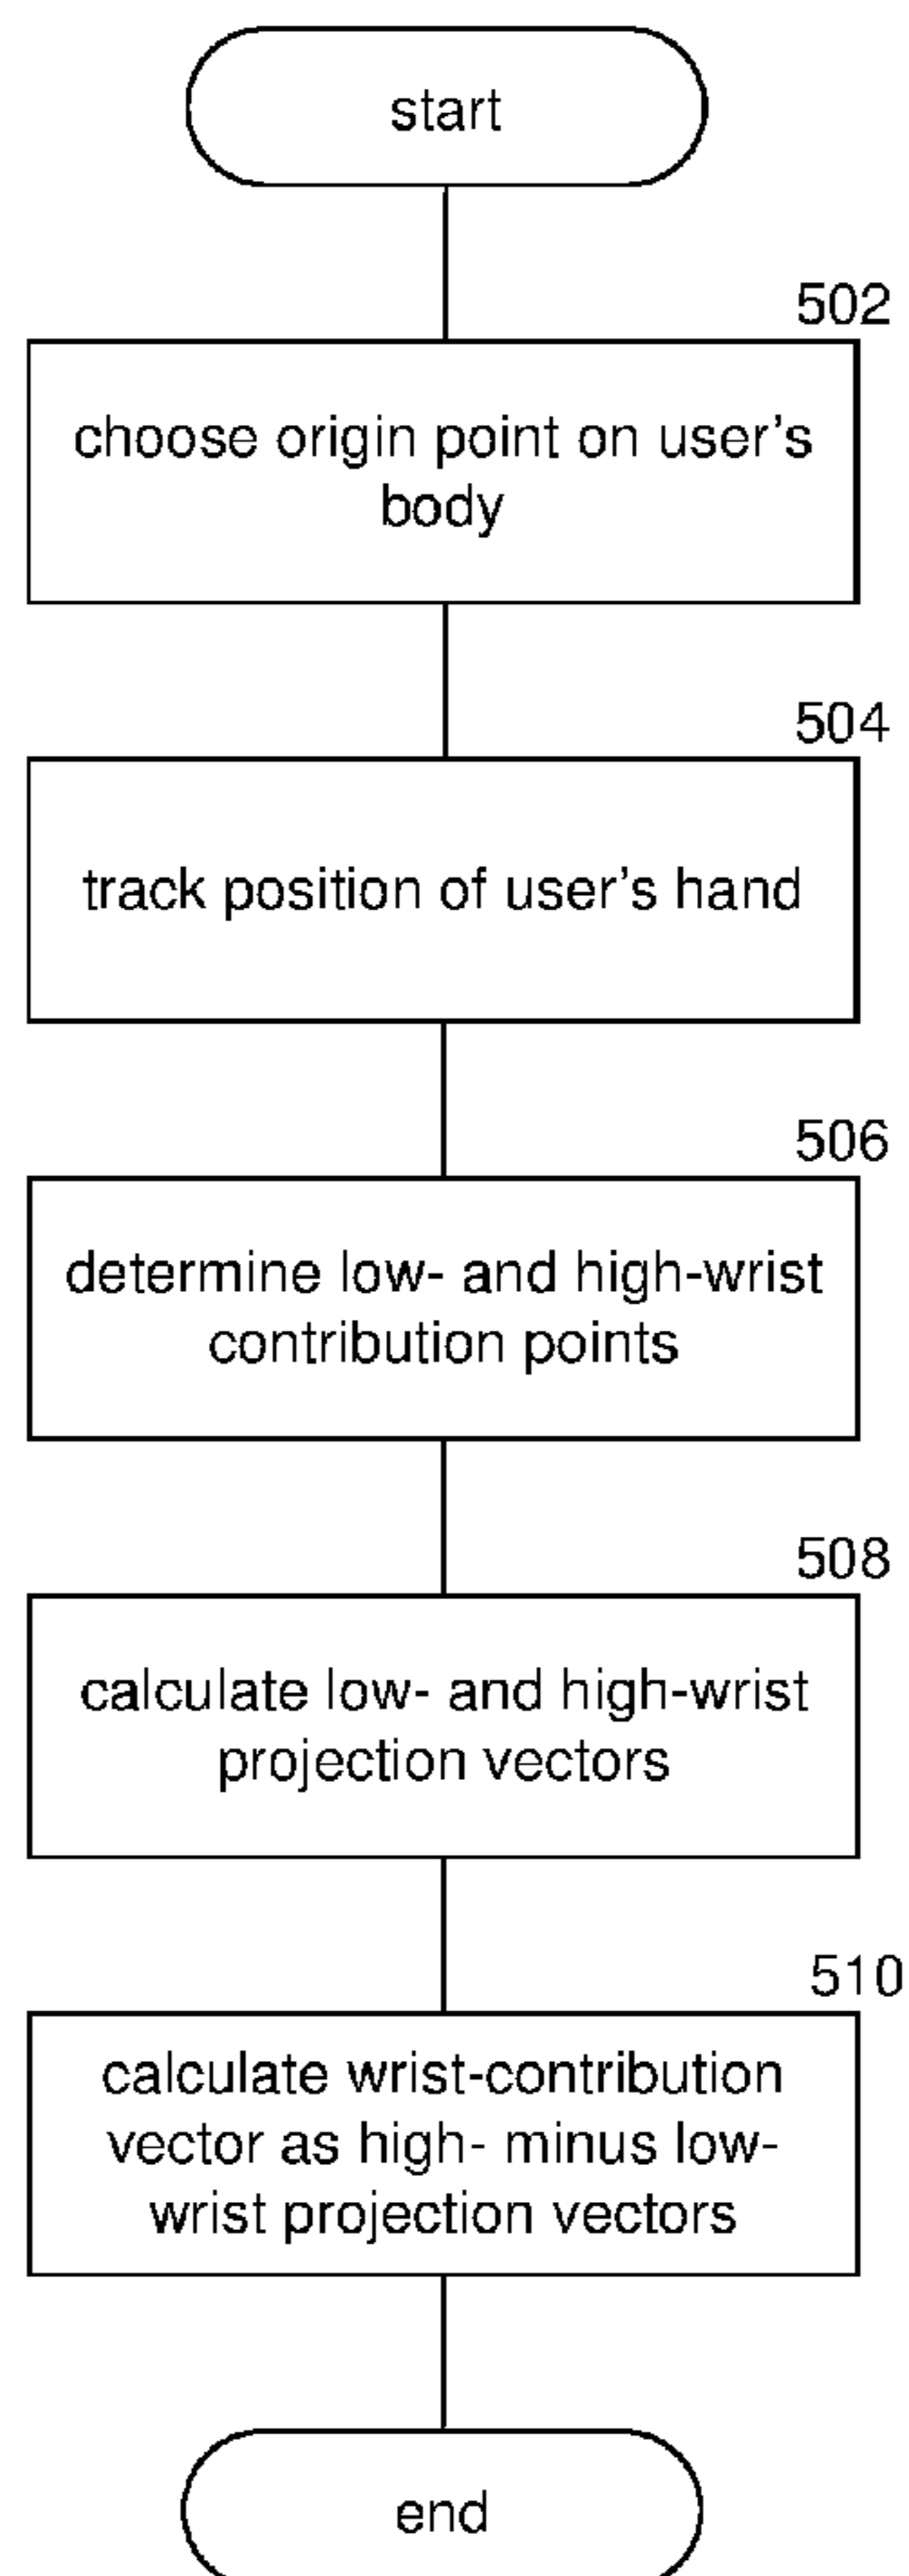 start
502
choose origin point on user's
body
504
track position of user's hand
506
determine low- and high-wrist
contribution points
508
calculate low- and high-wrist
projection vectors
510
calculate wrist-contribution
vector as high- minus low-
wrist projection vectors
end